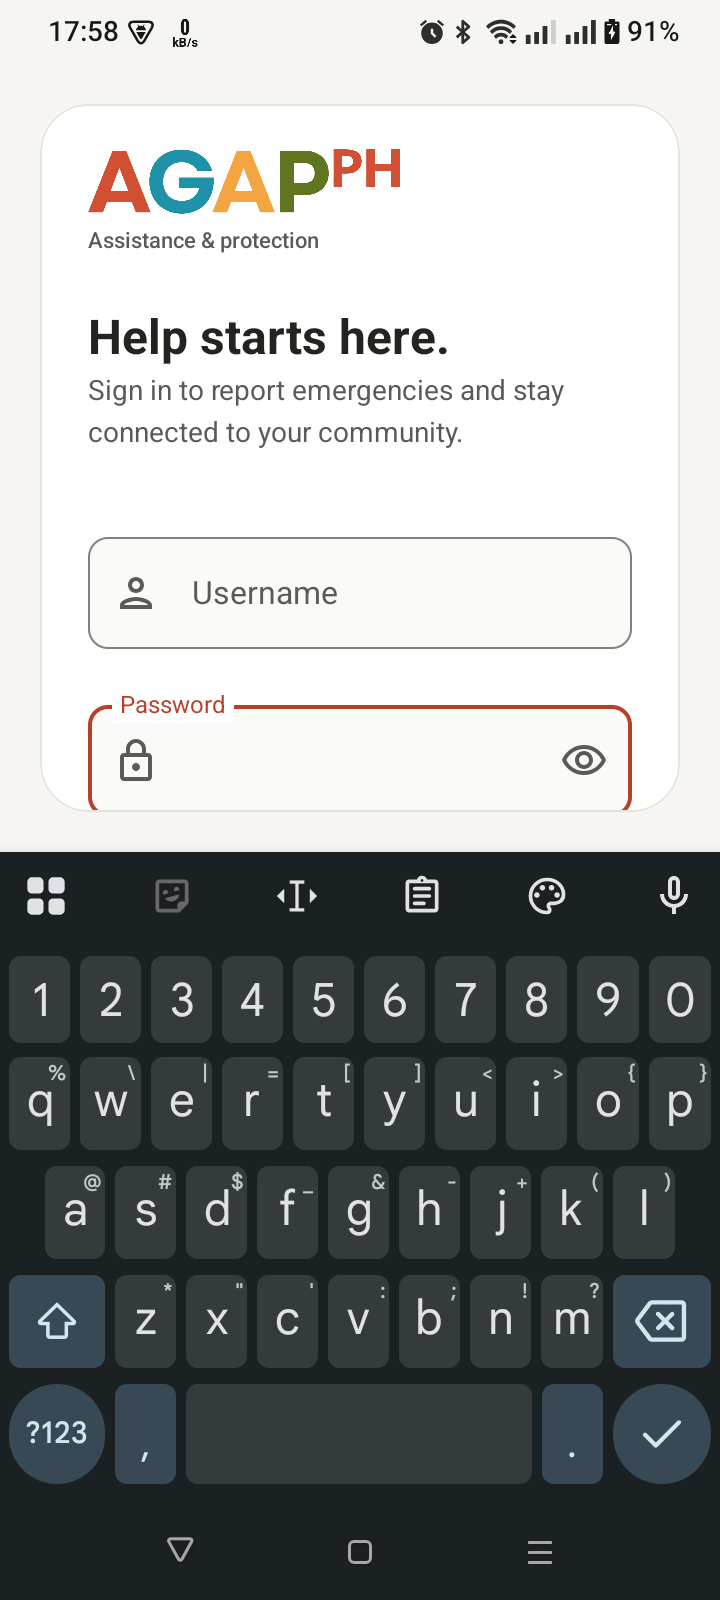 17:58 0 kB/s 91%
AGAPPH
Assistance & protection
Help starts here.
Sign in to report emergencies and stay
connected to your community.
Username
Password
1 2 3 4 5 6 7 8 9 0
q% w\ e| r= t[ y] u< i> o{ p}
a@ s# d$ f_ g& h- j+ k( l)
z* x" c' v: b; n! m?
?123 , .